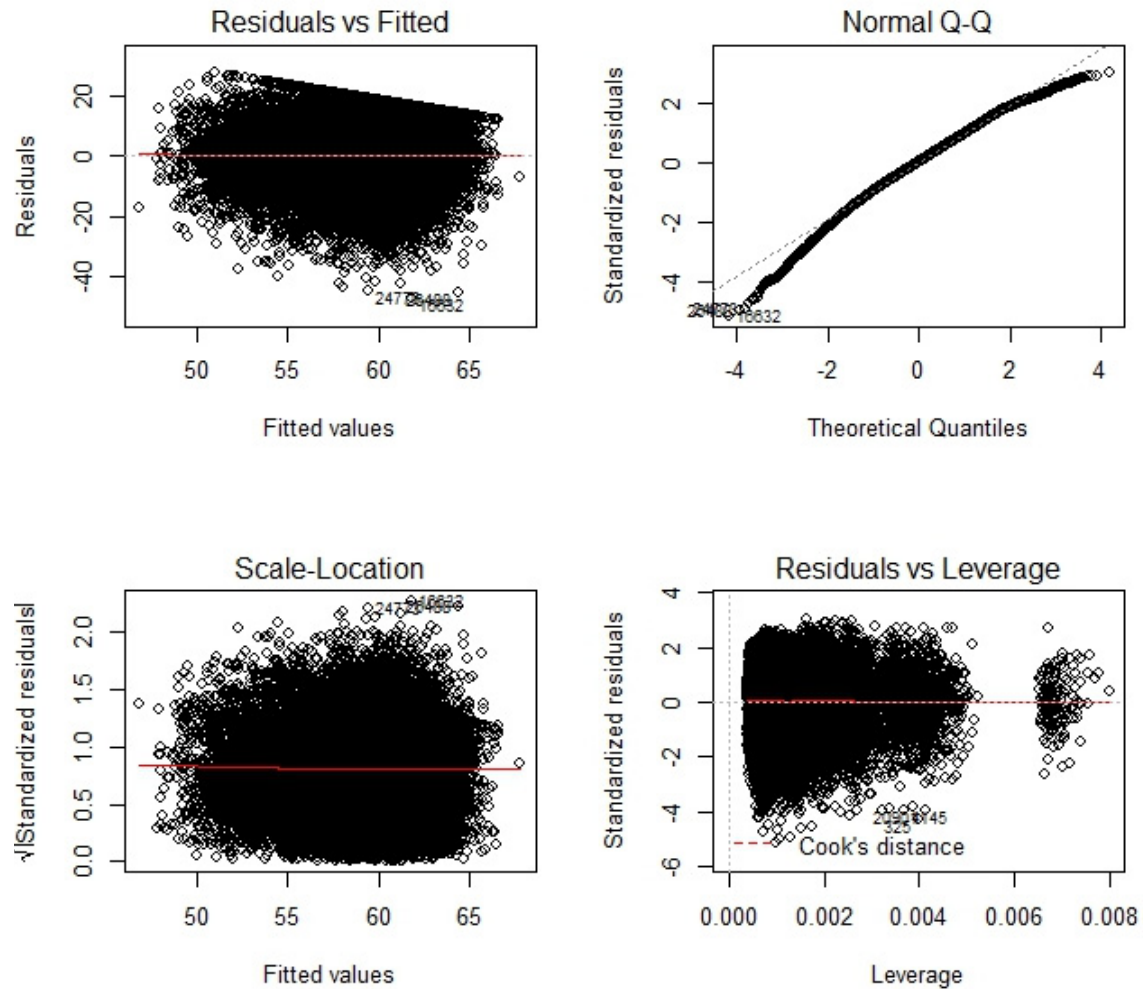 Residuals vs Fitted
Residuals
20
0
-20
-40
16632
50 55 60 65
Fitted values
Normal Q-Q
Standardized residuals
2
0
-2
-4
16632
-4 -2 0 2 4
Theoretical Quantiles
Scale-Location
√|Standardized residuals|
2.0
1.5
1.0
0.5
0.0
50 55 60 65
Fitted values
Residuals vs Leverage
Standardized residuals
4
2
0
-2
-4
-6
325
Cook's distance
0.000 0.002 0.004 0.006 0.008
Leverage